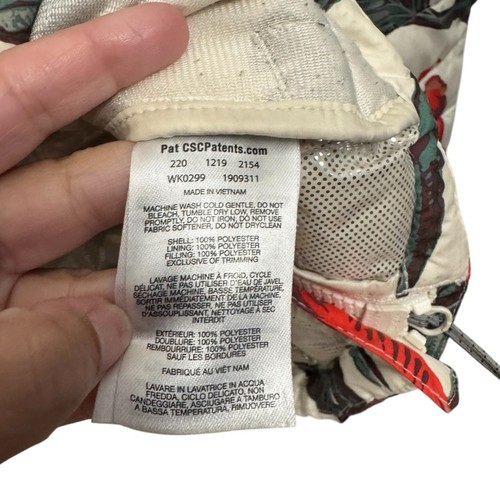 Pat CSCPatents.com
220 1219 2154
WK0299 1909311
MADE IN VIETNAM
MACHINE WASH COLD GENTLE, DO NOT
BLEACH, TUMBLE DRY LOW, REMOVE
PROMPTLY, DO NOT IRON, DO NOT USE
FABRIC SOFTENER, DO NOT DRYCLEAN
SHELL: 100% POLYESTER
LINING: 100% POLYESTER
FILLING: 100% POLYESTER
EXCLUSIVE OF TRIMMING
LAVAGE MACHINE À FROID, CYCLE
DÉLICAT, NE PAS UTILISER D'EAU DE JAVEL,
SÉCHAGE MACHINE, BASSE TEMPÉRATURE,
SORTIR IMMÉDIATEMENT DE LA MACHINE,
NE PAS REPASSER, NE PAS UTILISER
D'ASSOUPLISSANT, NETTOYAGE À SEC
INTERDIT
EXTÉRIEUR: 100% POLYESTER
DOUBLURE: 100% POLYESTER
REMBOURRURE: 100% POLYESTER
SAUF LES BORDURES
FABRIQUÉ AU VIÊT NAM
LAVARE IN LAVATRICE IN ACQUA
FREDDA, CICLO DELICATO, NON
CANDEGGIARE, ASCIUGARE A TAMBURO
A BASSA TEMPERATURA, RIMUOVERE